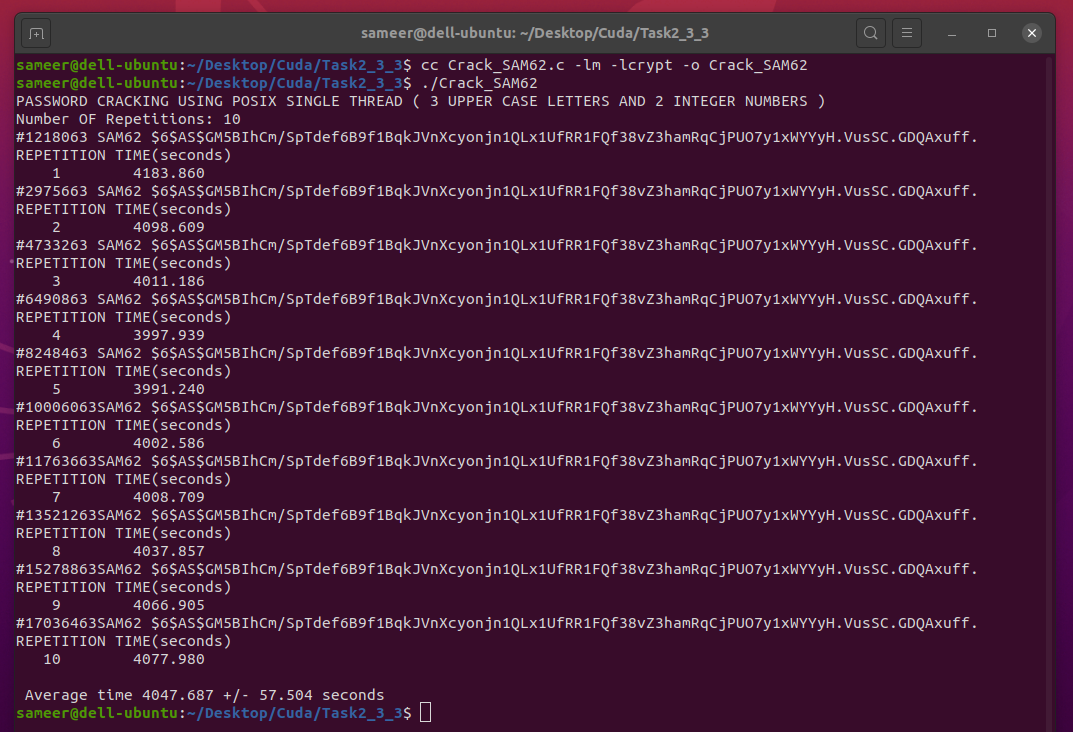 sameer@dell-ubuntu: ~/Desktop/Cuda/Task2_3_3
sameer@dell-ubuntu:~/Desktop/Cuda/Task2_3_3$ cc Crack_SAM62.c -lm -lcrypt -o Crack_SAM62
sameer@dell-ubuntu:~/Desktop/Cuda/Task2_3_3$ ./Crack_SAM62
PASSWORD CRACKING USING POSIX SINGLE THREAD ( 3 UPPER CASE LETTERS AND 2 INTEGER NUMBERS )
Number OF Repetitions: 10
#1218063 SAM62 $6$AS$GM5BIhCm/SpTdef6B9f1BqkJVnXcyonjn1QLx1UfRR1FQf38vZ3hamRqCjPUO7y1xWYYyH.VusSC.GDQAxuff.
REPETITION TIME(seconds)
1 4183.860
#2975663 SAM62 $6$AS$GM5BIhCm/SpTdef6B9f1BqkJVnXcyonjn1QLx1UfRR1FQf38vZ3hamRqCjPUO7y1xWYYyH.VusSC.GDQAxuff.
REPETITION TIME(seconds)
2 4098.609
#4733263 SAM62 $6$AS$GM5BIhCm/SpTdef6B9f1BqkJVnXcyonjn1QLx1UfRR1FQf38vZ3hamRqCjPUO7y1xWYYyH.VusSC.GDQAxuff.
REPETITION TIME(seconds)
3 4011.186
#6490863 SAM62 $6$AS$GM5BIhCm/SpTdef6B9f1BqkJVnXcyonjn1QLx1UfRR1FQf38vZ3hamRqCjPUO7y1xWYYyH.VusSC.GDQAxuff.
REPETITION TIME(seconds)
4 3997.939
#8248463 SAM62 $6$AS$GM5BIhCm/SpTdef6B9f1BqkJVnXcyonjn1QLx1UfRR1FQf38vZ3hamRqCjPUO7y1xWYYyH.VusSC.GDQAxuff.
REPETITION TIME(seconds)
5 3991.240
#10006063SAM62 $6$AS$GM5BIhCm/SpTdef6B9f1BqkJVnXcyonjn1QLx1UfRR1FQf38vZ3hamRqCjPUO7y1xWYYyH.VusSC.GDQAxuff.
REPETITION TIME(seconds)
6 4002.586
#11763663SAM62 $6$AS$GM5BIhCm/SpTdef6B9f1BqkJVnXcyonjn1QLx1UfRR1FQf38vZ3hamRqCjPUO7y1xWYYyH.VusSC.GDQAxuff.
REPETITION TIME(seconds)
7 4008.709
#13521263SAM62 $6$AS$GM5BIhCm/SpTdef6B9f1BqkJVnXcyonjn1QLx1UfRR1FQf38vZ3hamRqCjPUO7y1xWYYyH.VusSC.GDQAxuff.
REPETITION TIME(seconds)
8 4037.857
#15278863SAM62 $6$AS$GM5BIhCm/SpTdef6B9f1BqkJVnXcyonjn1QLx1UfRR1FQf38vZ3hamRqCjPUO7y1xWYYyH.VusSC.GDQAxuff.
REPETITION TIME(seconds)
9 4066.905
#17036463SAM62 $6$AS$GM5BIhCm/SpTdef6B9f1BqkJVnXcyonjn1QLx1UfRR1FQf38vZ3hamRqCjPUO7y1xWYYyH.VusSC.GDQAxuff.
REPETITION TIME(seconds)
10 4077.980
Average time 4047.687 +/- 57.504 seconds
sameer@dell-ubuntu:~/Desktop/Cuda/Task2_3_3$